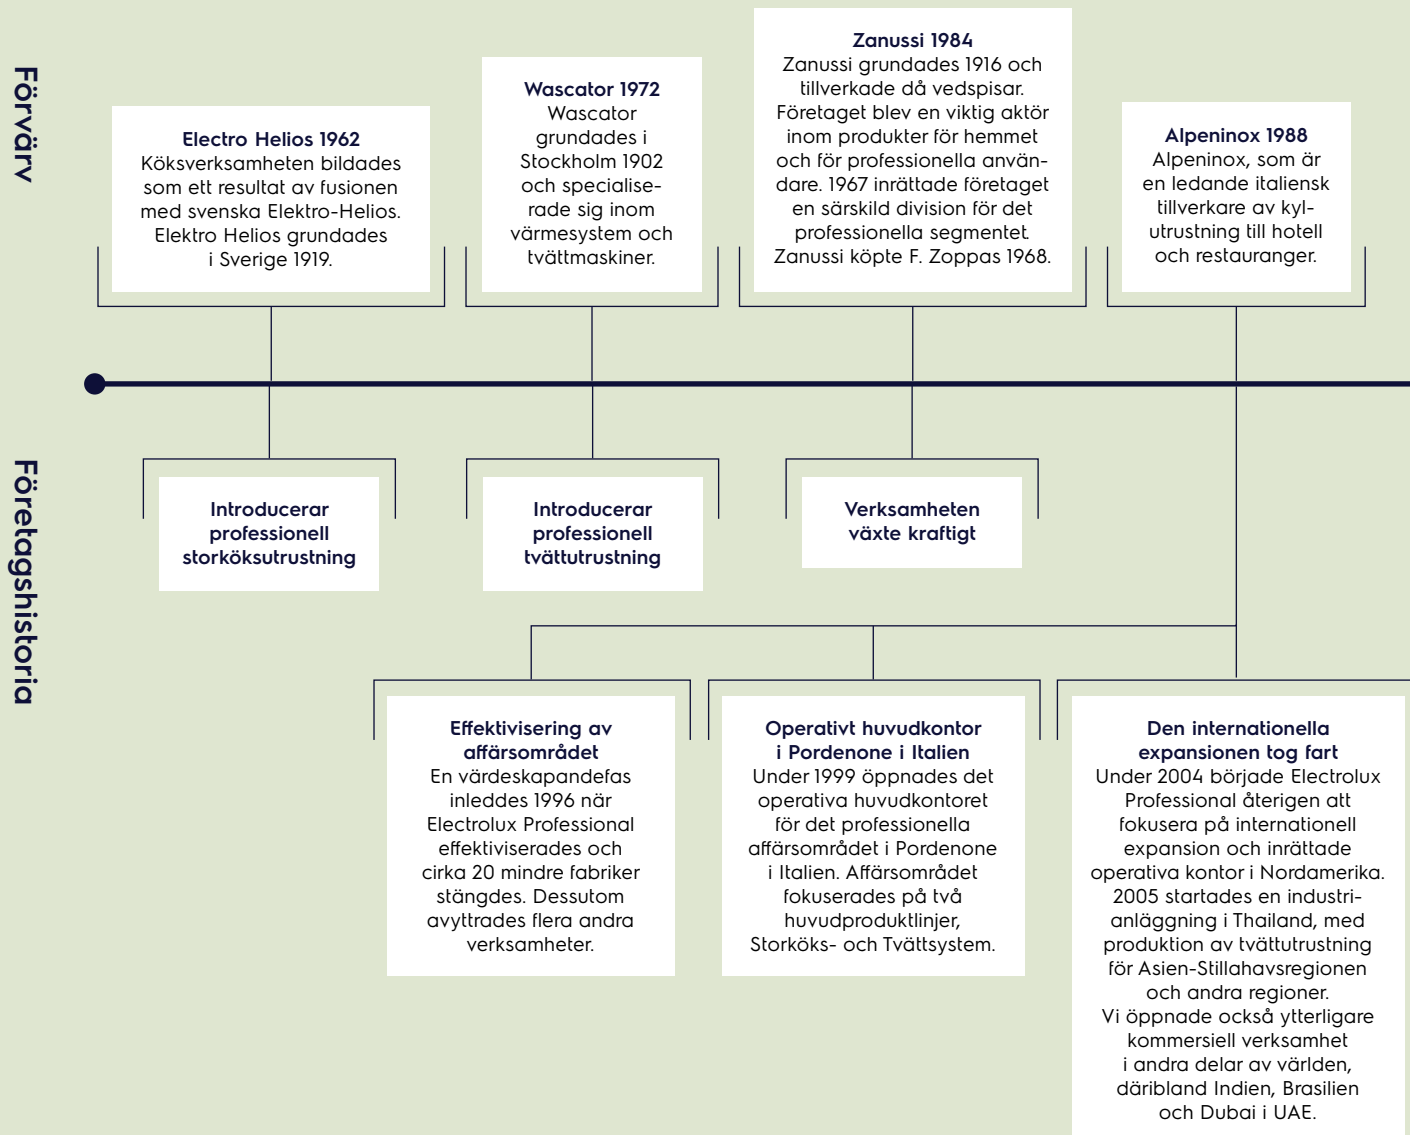 Förvärv
Electro Helios 1962
Köksverksamheten bildades
som ett resultat av fusionen
med svenska Elektro-Helios.
Elektro Helios grundades
i Sverige 1919.
Wascator 1972
Wascator
grundades i
Stockholm 1902
och specialise-
rade sig inom
värmesystem och
tvättmaskiner.
Zanussi 1984
Zanussi grundades 1916 och
tillverkade då vedspisar.
Företaget blev en viktig aktör
inom produkter för hemmet
och för professionella använ-
dare. 1967 inrättade företaget
en särskild division för det
professionella segmentet.
Zanussi köpte F. Zoppas 1968.
Alpeninox 1988
Alpeninox, som är
en ledande italiensk
tillverkare av kyl-
utrustning till hotell
och restauranger.
Företagshistoria
Introducerar
professionell
storköksutrustning
Introducerar
professionell
tvättutrustning
Verksamheten
växte kraftigt
Effektivisering av
affärsområdet
En värdeskapandefas
inleddes 1996 när
Electrolux Professional
effektiviserades och
cirka 20 mindre fabriker
stängdes. Dessutom
avyttrades flera andra
verksamheter.
Operativt huvudkontor
i Pordenone i Italien
Under 1999 öppnades det
operativa huvudkontoret
för det professionella
affärsområdet i Pordenone
i Italien. Affärsområdet
fokuserades på två
huvudproduktlinjer,
Storköks- och Tvättsystem.
Den internationella
expansionen tog fart
Under 2004 började Electrolux
Professional återigen att
fokusera på internationell
expansion och inrättade
operativa kontor i Nordamerika.
2005 startades en industri-
anläggning i Thailand, med
produktion av tvättutrustning
för Asien-Stillahavsregionen
och andra regioner.
Vi öppnade också ytterligare
kommersiell verksamhet
i andra delar av världen,
däribland Indien, Brasilien
och Dubai i UAE.